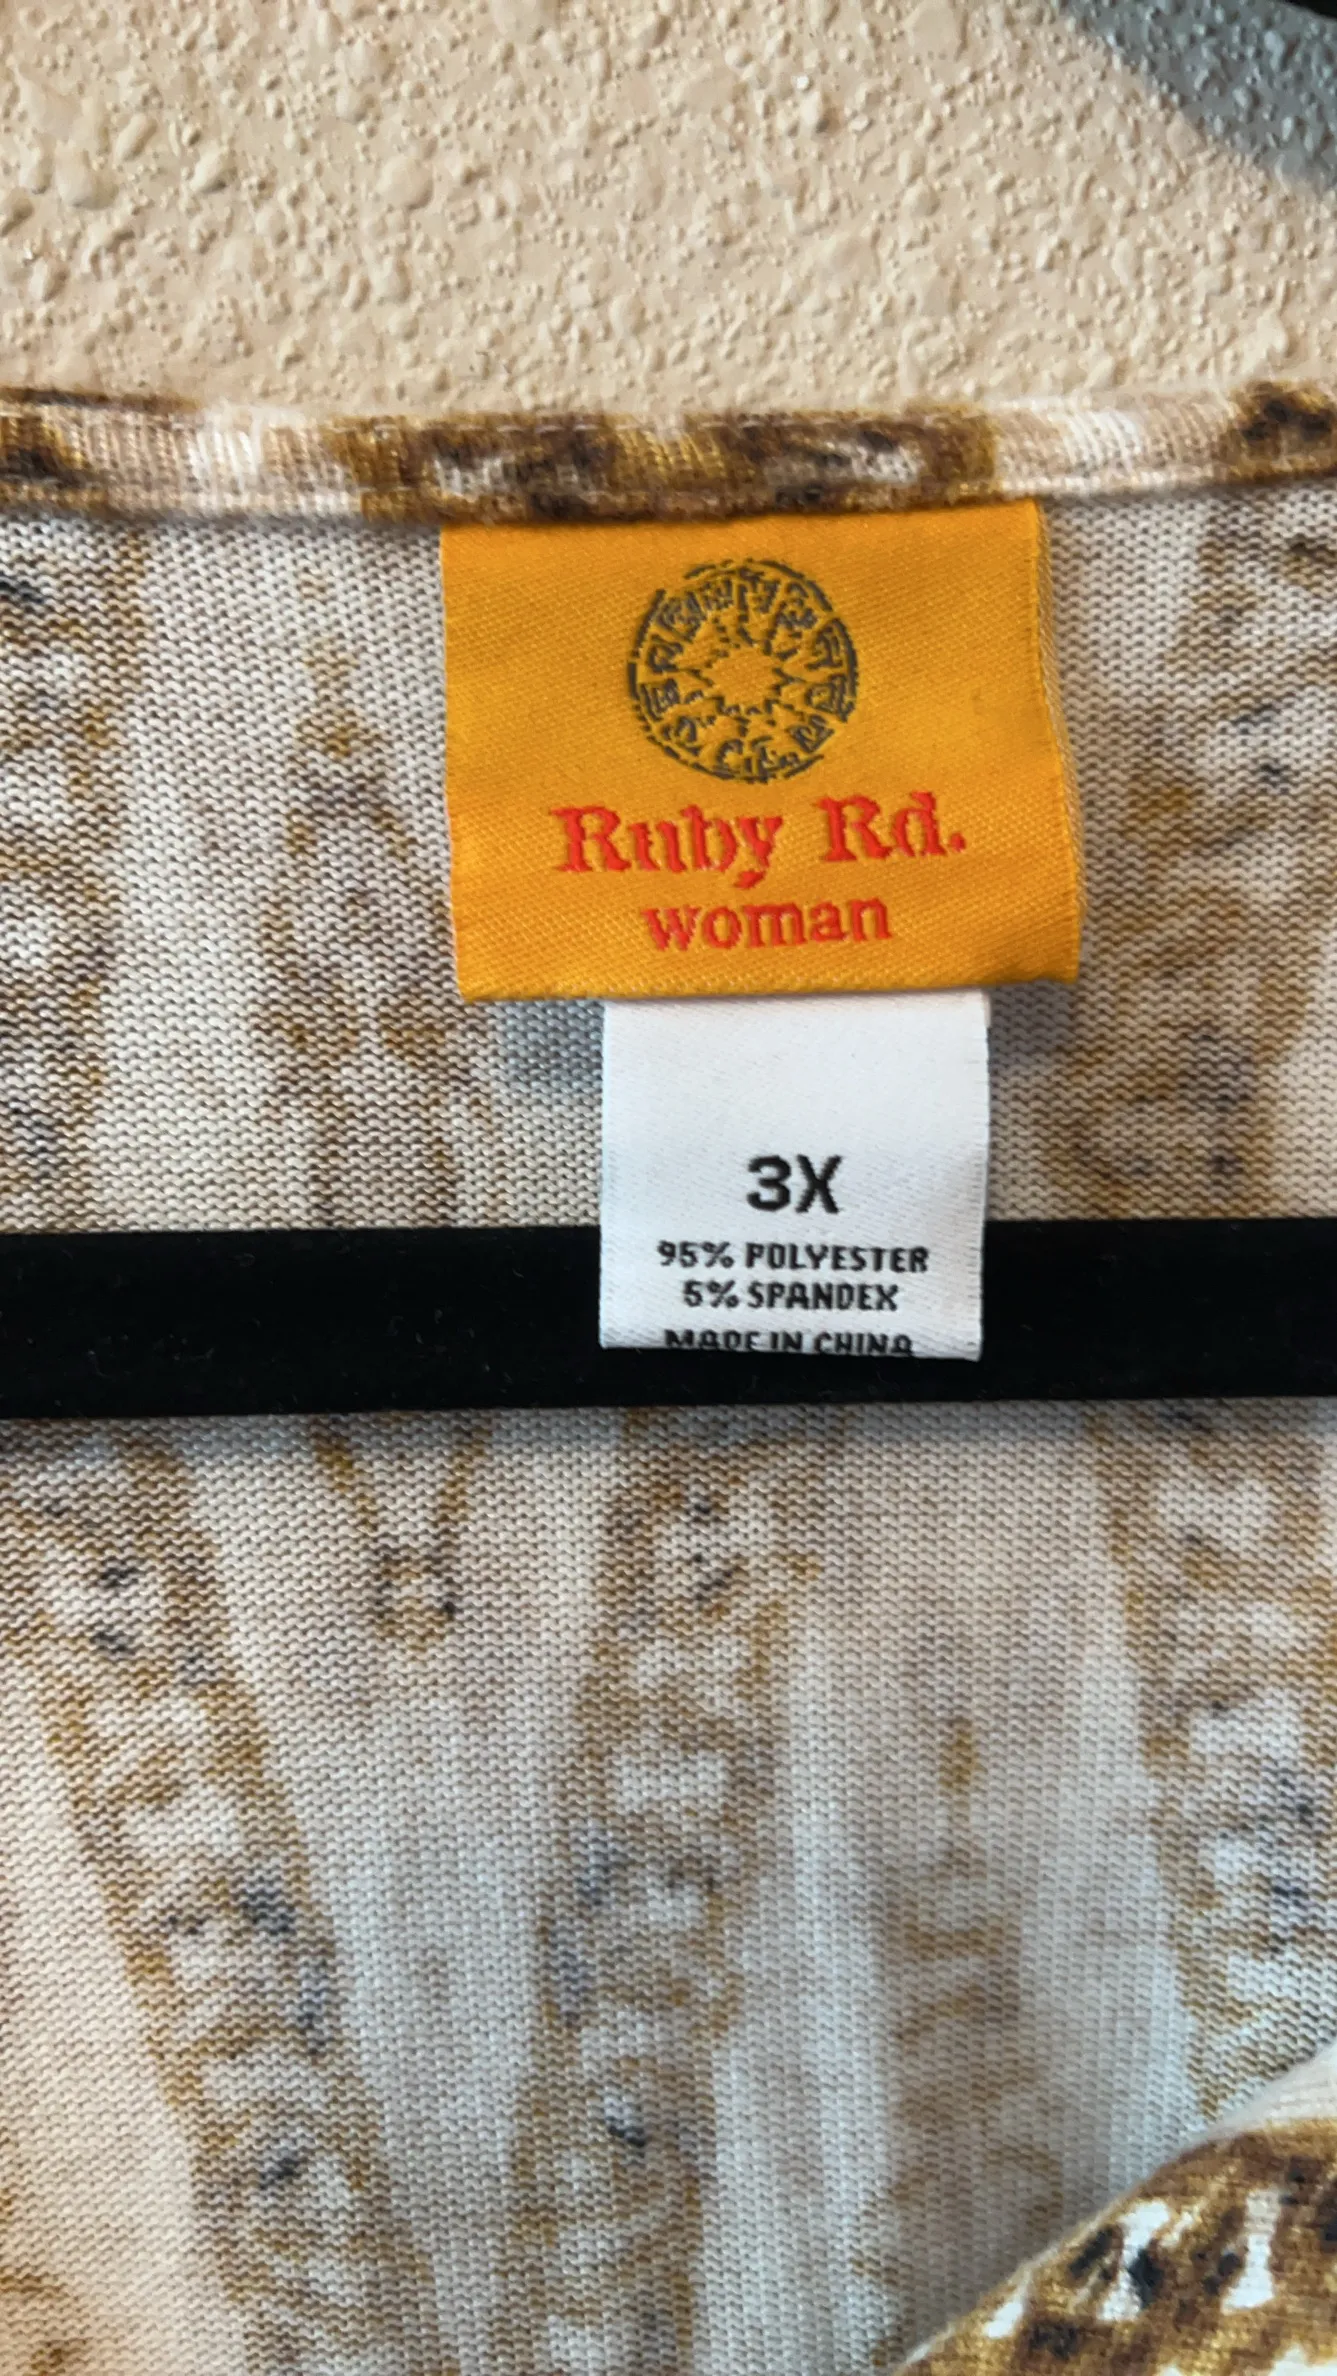 Ruby Rd.
woman
3X
95% POLYESTER
5% SPANDEX
MADE IN CHINA